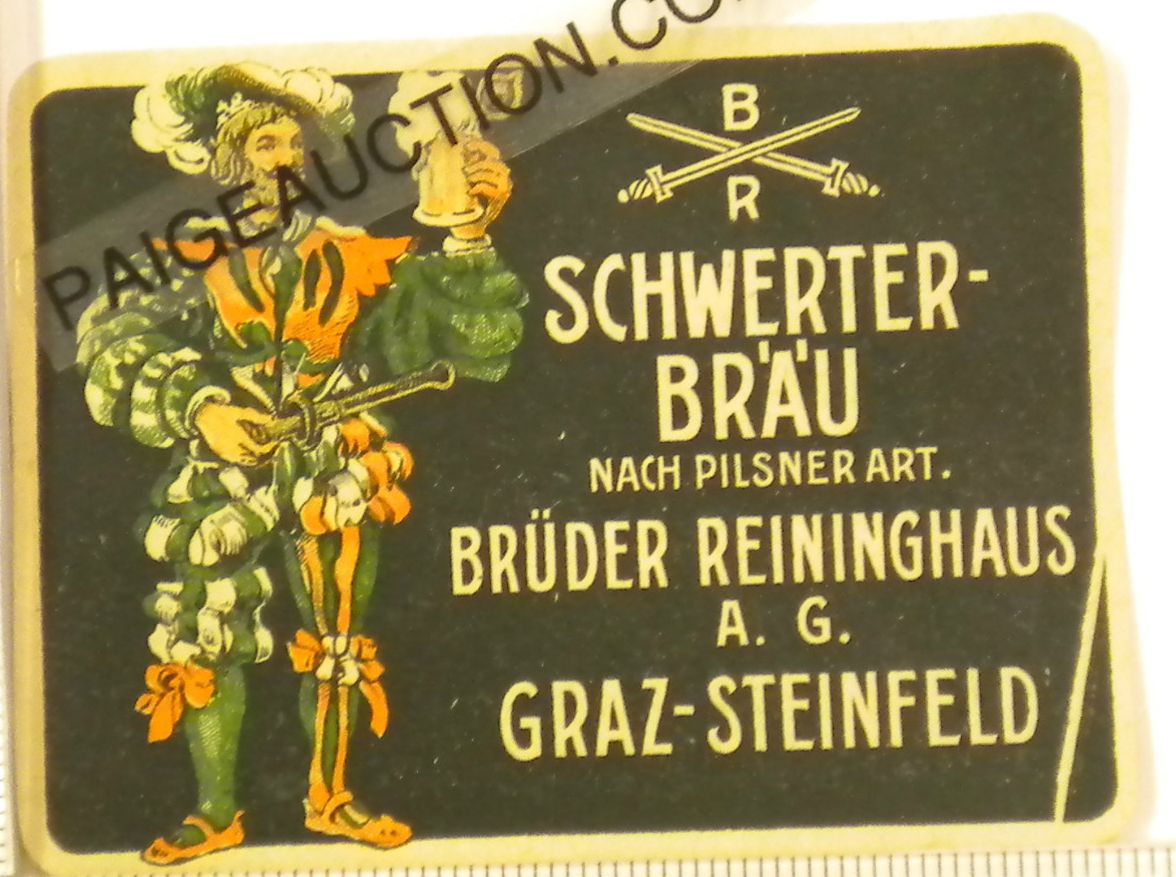 PAIGEAUCTION.CO
B
R
SCHWERTER-
BRÄU
NACH PILSNER ART.
BRÜDER REININGHAUS
A. G.
GRAZ-STEINFELD